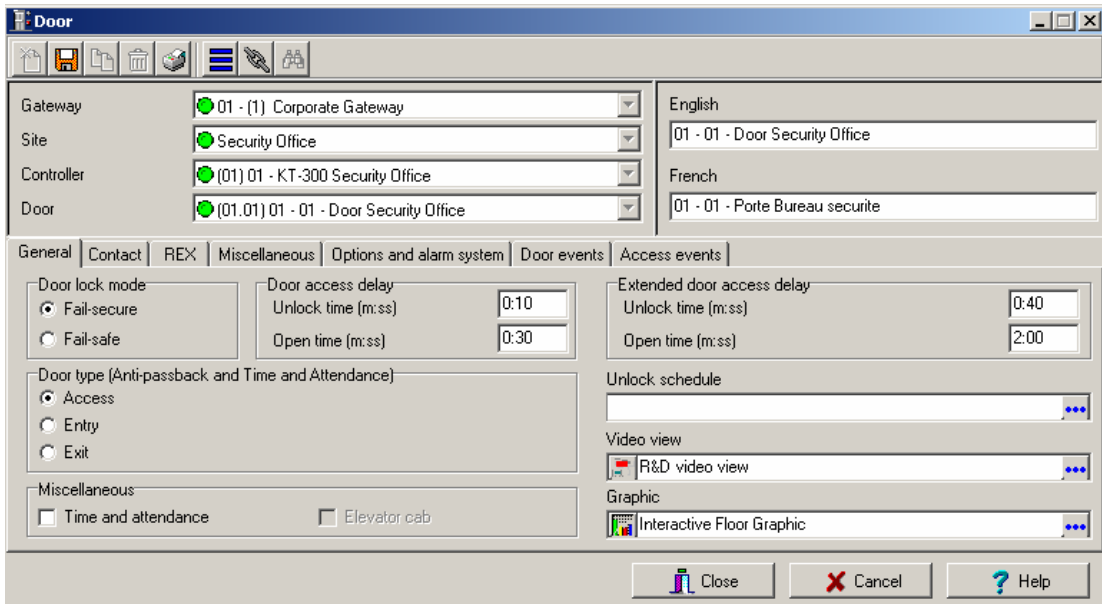 Door
Gateway
01 - (1) Corporate Gateway
Site
Security Office
Controller
(01) 01 - KT-300 Security Office
Door
(01.01) 01 - 01 - Door Security Office
English
01 - 01 - Door Security Office
French
01 - 01 - Porte Bureau securite
General Contact REX Miscellaneous Options and alarm system Door events Access events
Door lock mode
Fail-secure
Fail-safe
Door access delay
Unlock time (m:ss) 0:10
Open time (m:ss) 0:30
Extended door access delay
Unlock time (m:ss) 0:40
Open time (m:ss) 2:00
Door type (Anti-passback and Time and Attendance)
Access
Entry
Exit
Miscellaneous
Time and attendance Elevator cab
Unlock schedule
Video view
R&D video view
Graphic
Interactive Floor Graphic
Close Cancel Help